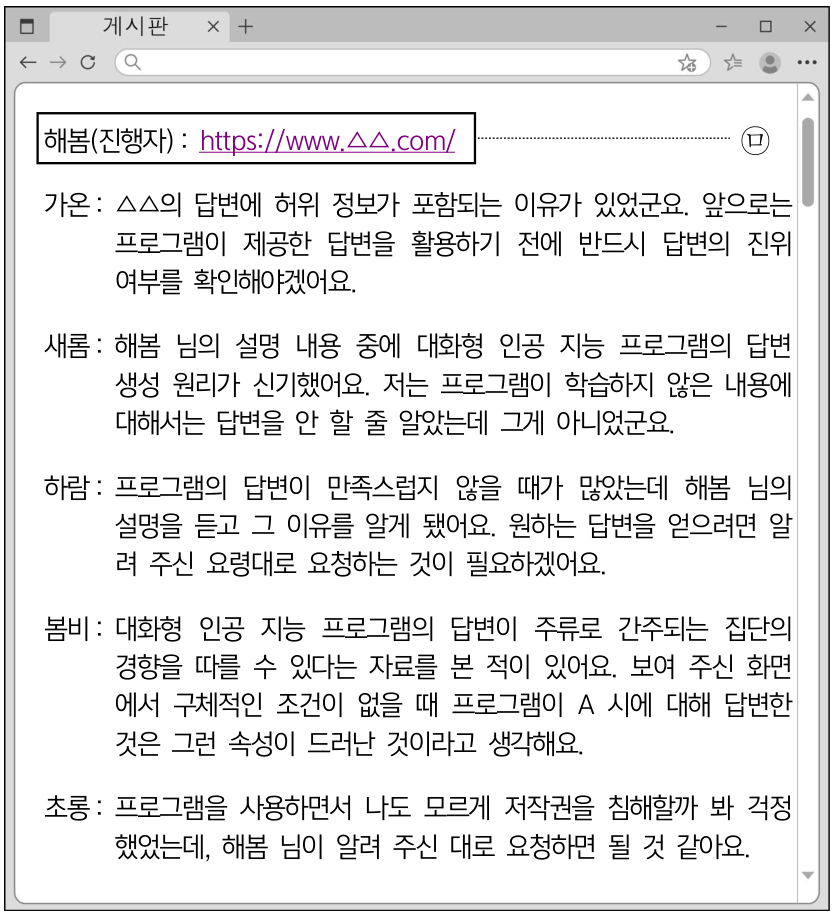 게시판
해봄(진행자) : https://www.△△.com/ ㉤
가온 : △△의 답변에 허위 정보가 포함되는 이유가 있었군요. 앞으로는
프로그램이 제공한 답변을 활용하기 전에 반드시 답변의 진위
여부를 확인해야겠어요.
새롬 : 해봄 님의 설명 내용 중에 대화형 인공 지능 프로그램의 답변
생성 원리가 신기했어요. 저는 프로그램이 학습하지 않은 내용에
대해서는 답변을 안 할 줄 알았는데 그게 아니었군요.
하람 : 프로그램의 답변이 만족스럽지 않을 때가 많았는데 해봄 님의
설명을 듣고 그 이유를 알게 됐어요. 원하는 답변을 얻으려면 알
려 주신 요령대로 요청하는 것이 필요하겠어요.
봄비 : 대화형 인공 지능 프로그램의 답변이 주류로 간주되는 집단의
경향을 따를 수 있다는 자료를 본 적이 있어요. 보여 주신 화면
에서 구체적인 조건이 없을 때 프로그램이 A 시에 대해 답변한
것은 그런 속성이 드러난 것이라고 생각해요.
초롱 : 프로그램을 사용하면서 나도 모르게 저작권을 침해할까 봐 걱정
했었는데, 해봄 님이 알려 주신 대로 요청하면 될 것 같아요.